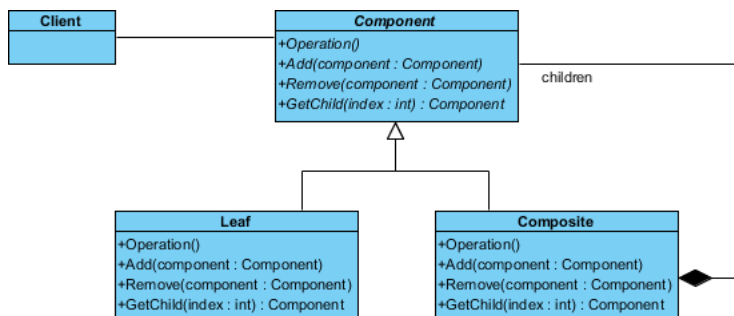 Client
Component
+Operation()
+Add(component : Component)
+Remove(component : Component)
+GetChild(index : int) : Component
children
Leaf
+Operation()
+Add(component : Component)
+Remove(component : Component)
+GetChild(index : int) : Component
Composite
+Operation()
+Add(component : Component)
+Remove(component : Component)
+GetChild(index : int) : Component